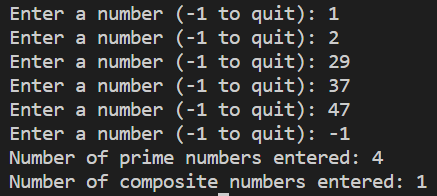 Enter a number (-1 to quit): 1
Enter a number (-1 to quit): 2
Enter a number (-1 to quit): 29
Enter a number (-1 to quit): 37
Enter a number (-1 to quit): 47
Enter a number (-1 to quit): -1
Number of prime numbers entered: 4
Number of composite numbers entered: 1